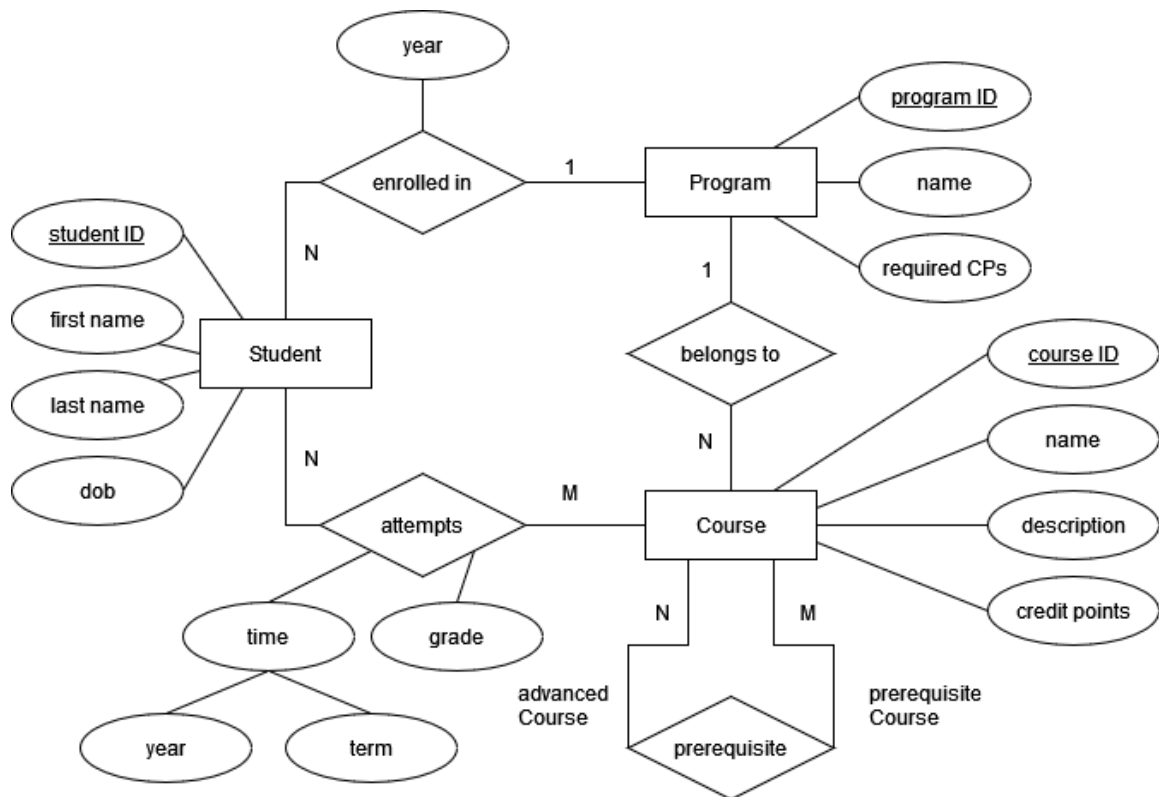 year
program ID
enrolled in
1
Program
name
student ID
N
required CPs
1
first name
Student
belongs to
course ID
last name
N
name
N
dob
M
attempts
Course
description
N
M
credit points
time
grade
advanced
Course
prerequisite
Course
year
term
prerequisite